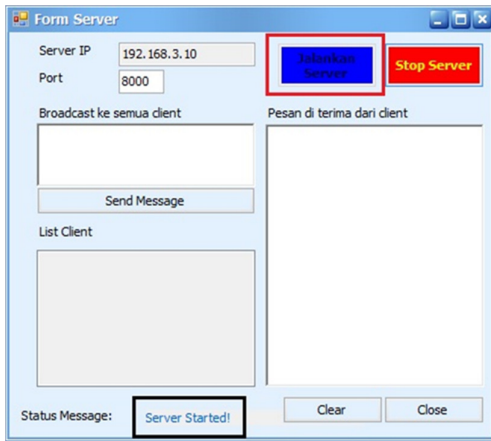 Form Server
Server IP
192.168.3.10
Jalankan
Server
Stop Server
Port
8000
Broadcast ke semua client
Pesan di terima dari client
Send Message
List Client
Status Message:
Server Started!
Clear
Close